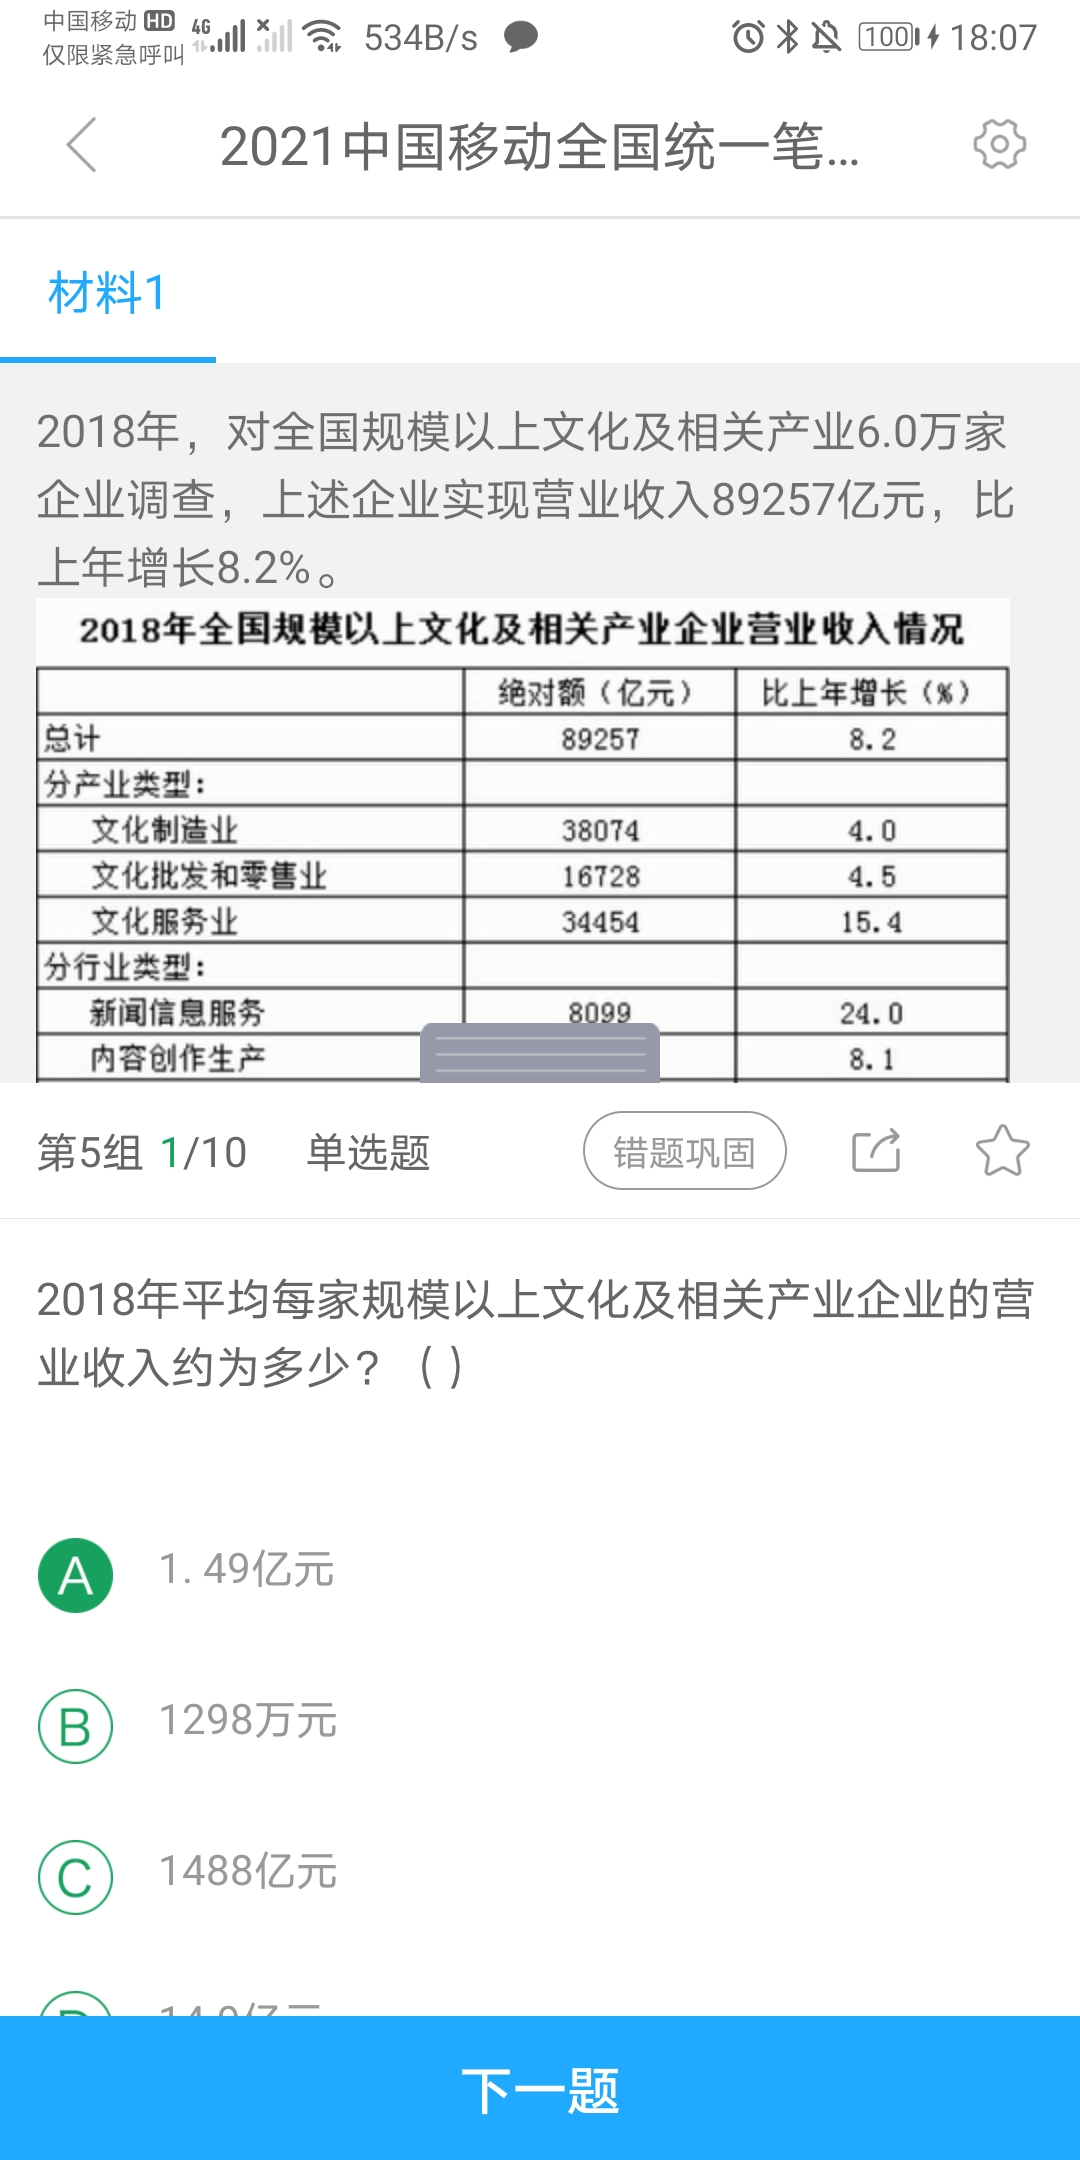 中国移动 HD 4G 534B/s 100 18:07
仅限紧急呼叫
2021中国移动全国统一笔...
材料1
2018年，对全国规模以上文化及相关产业6.0万家
企业调查，上述企业实现营业收入89257亿元，比
上年增长8.2%。
2018年全国规模以上文化及相关产业企业营业收入情况
绝对额（亿元） 比上年增长（%）
总计 89257 8.2
分产业类型：
文化制造业 38074 4.0
文化批发和零售业 16728 4.5
文化服务业 34454 15.4
分行业类型：
新闻信息服务 8099 24.0
内容创作生产 8.1
第5组 1/10 单选题 错题巩固
2018年平均每家规模以上文化及相关产业企业的营
业收入约为多少？（）
A 1. 49亿元
B 1298万元
C 1488亿元
下一题